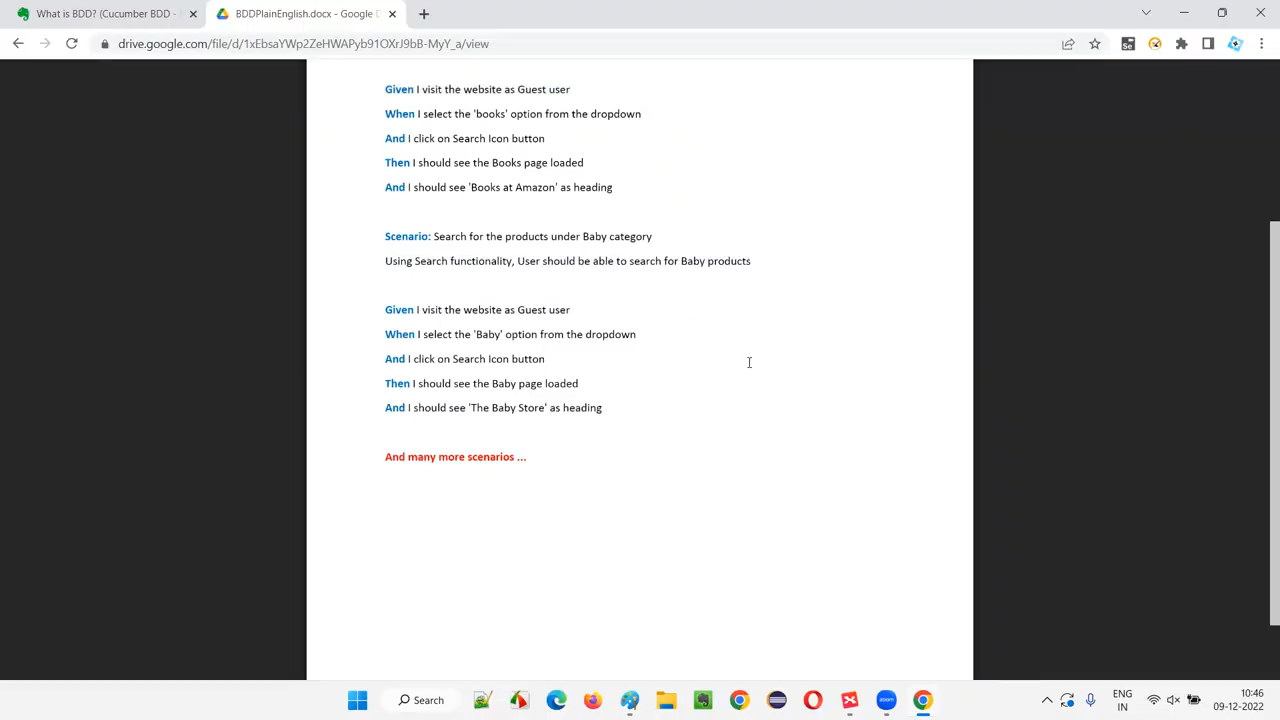 What is BDD? (Cucumber BDD -
BDDPlainEnglish.docx - Google D
drive.google.com/file/d/1xEbsaYWp2ZeHWAPyb91OXrJ9bB-MyY_a/view
Given I visit the website as Guest user
When I select the 'books' option from the dropdown
And I click on Search Icon button
Then I should see the Books page loaded
And I should see 'Books at Amazon' as heading
Scenario: Search for the products under Baby category
Using Search functionality, User should be able to search for Baby products
Given I visit the website as Guest user
When I select the 'Baby' option from the dropdown
And I click on Search Icon button
Then I should see the Baby page loaded
And I should see 'The Baby Store' as heading
And many more scenarios ...
Search
zoom
ENG
IN
10:46
09-12-2022